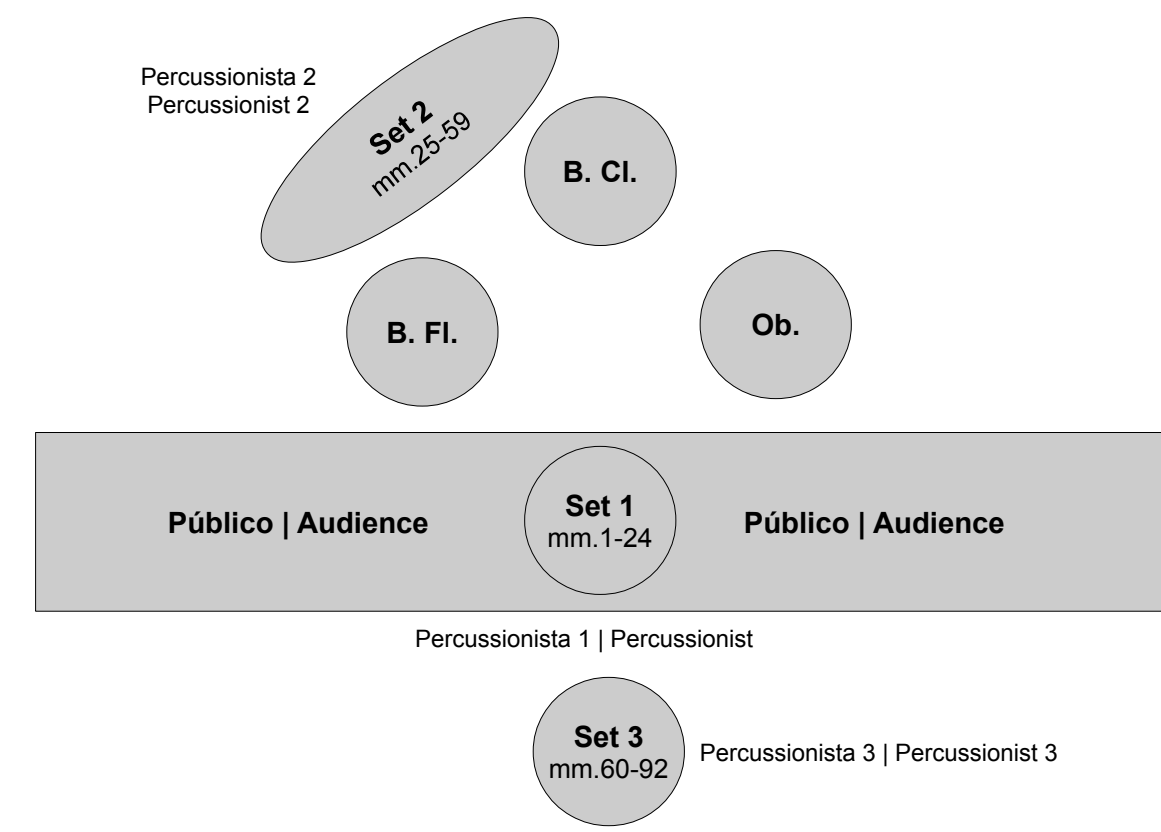 Percussionista 2
Percussionist 2
Set 2
mm.25-59
B. Cl.
B. Fl.
Ob.
Público | Audience
Set 1
mm.1-24
Público | Audience
Percussionista 1 | Percussionist
Set 3
mm.60-92
Percussionista 3 | Percussionist 3